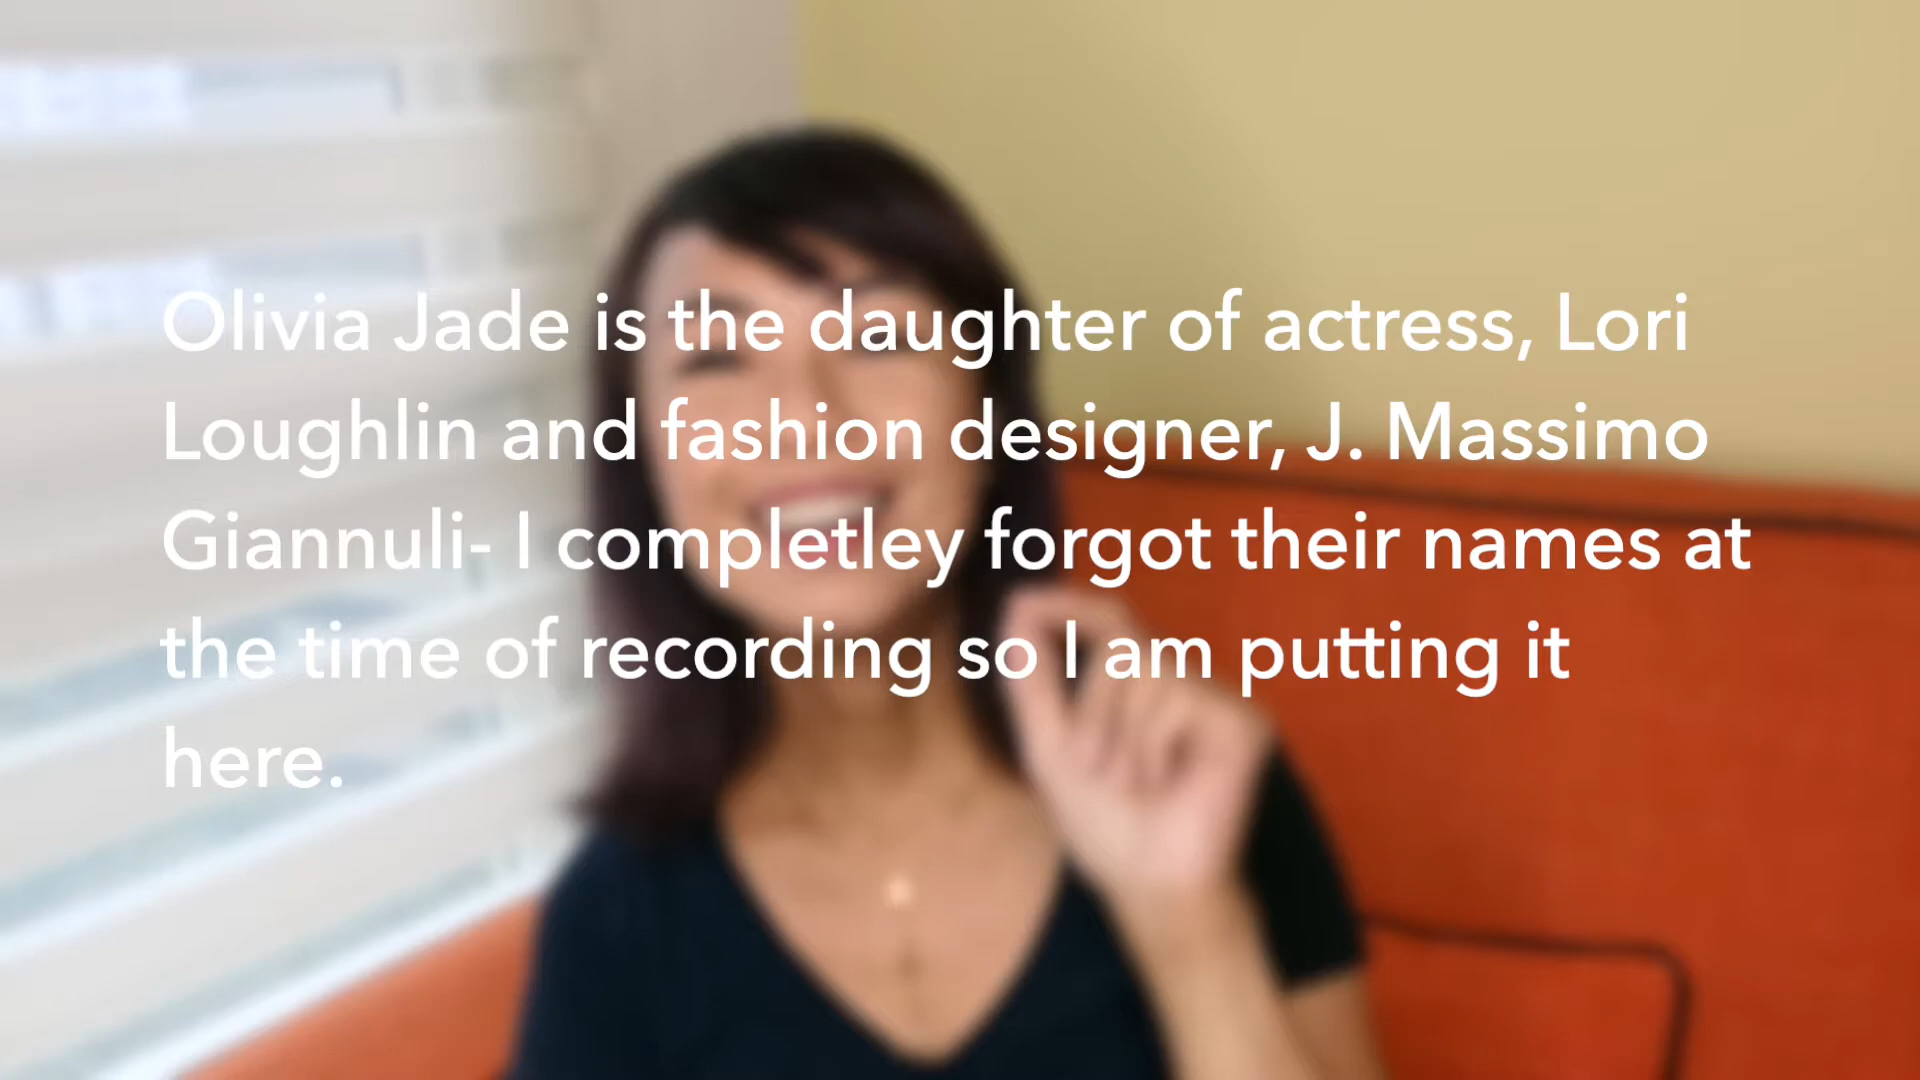 Olivia Jade is the daughter of actress, Lori
Loughlin and fashion designer, J. Massimo
Giannuli- I completley forgot their names at
the time of recording so I am putting it
here.